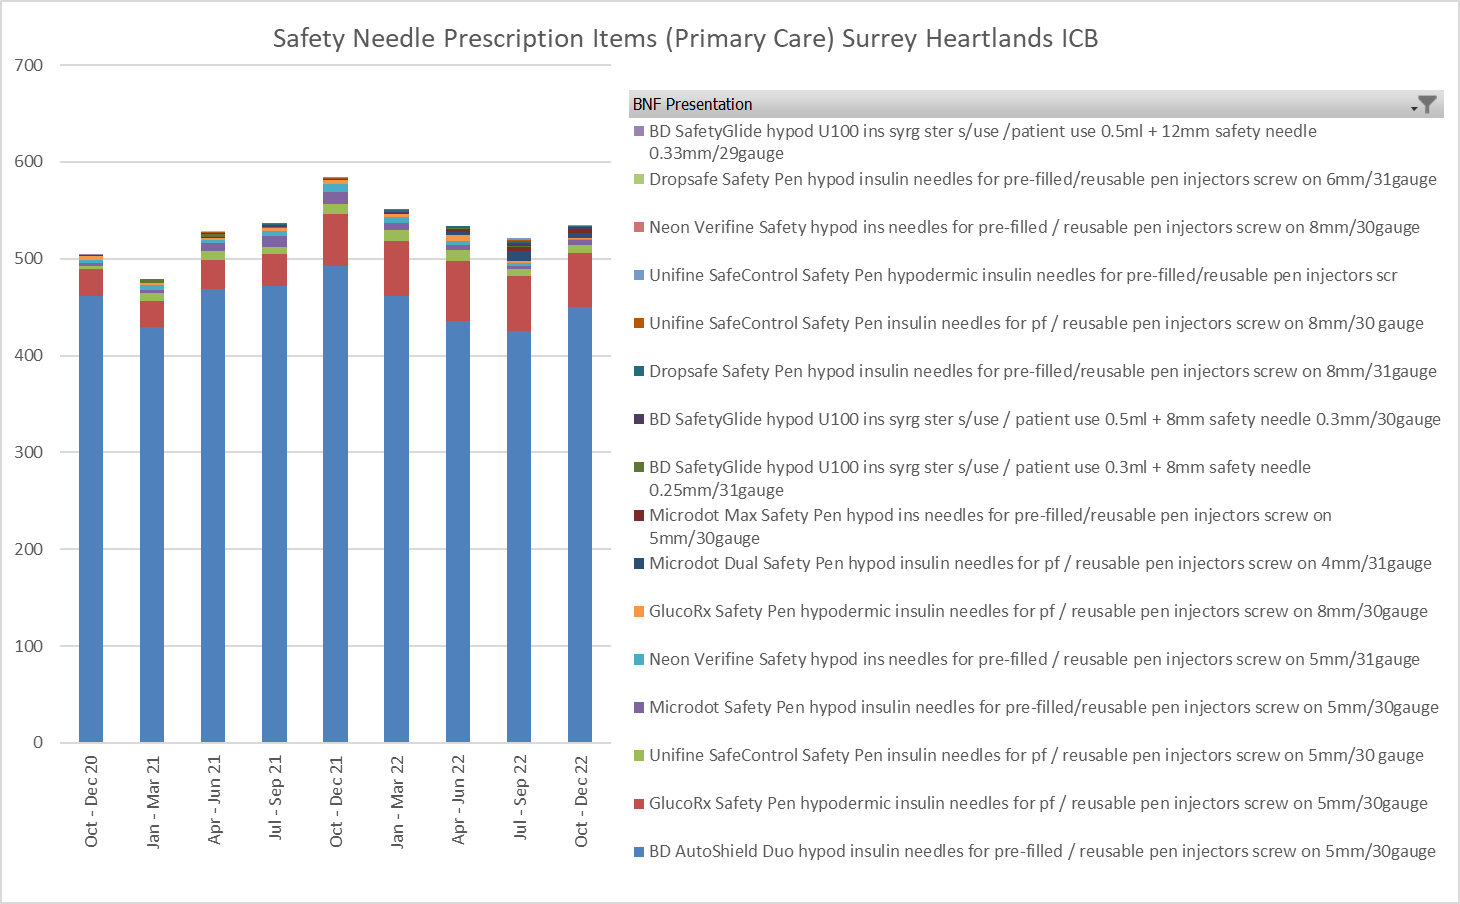 Safety Needle Prescription Items (Primary Care) Surrey Heartlands ICB
700
600
500
400
300
200
100
0
Oct - Dec 20
Jan - Mar 21
Apr - Jun 21
Jul - Sep 21
Oct - Dec 21
Jan - Mar 22
Apr - Jun 22
Jul - Sep 22
Oct - Dec 22
BNF Presentation
BD SafetyGlide hypod U100 ins syrg ster s/use /patient use 0.5ml + 12mm safety needle
0.33mm/29gauge
Dropsafe Safety Pen hypod insulin needles for pre-filled/reusable pen injectors screw on 6mm/31gauge
Neon Verifine Safety hypod ins needles for pre-filled / reusable pen injectors screw on 8mm/30gauge
Unifine SafeControl Safety Pen hypodermic insulin needles for pre-filled/reusable pen injectors scr
Unifine SafeControl Safety Pen insulin needles for pf / reusable pen injectors screw on 8mm/30 gauge
Dropsafe Safety Pen hypod insulin needles for pre-filled/reusable pen injectors screw on 8mm/31gauge
BD SafetyGlide hypod U100 ins syrg ster s/use / patient use 0.5ml + 8mm safety needle 0.3mm/30gauge
BD SafetyGlide hypod U100 ins syrg ster s/use / patient use 0.3ml + 8mm safety needle
0.25mm/31gauge
Microdot Max Safety Pen hypod ins needles for pre-filled/reusable pen injectors screw on
5mm/30gauge
Microdot Dual Safety Pen hypod insulin needles for pf / reusable pen injectors screw on 4mm/31gauge
GlucoRx Safety Pen hypodermic insulin needles for pf / reusable pen injectors screw on 8mm/30gauge
Neon Verifine Safety hypod ins needles for pre-filled / reusable pen injectors screw on 5mm/31gauge
Microdot Safety Pen hypod insulin needles for pre-filled/reusable pen injectors screw on 5mm/30gauge
Unifine SafeControl Safety Pen insulin needles for pf / reusable pen injectors screw on 5mm/30 gauge
GlucoRx Safety Pen hypodermic insulin needles for pf / reusable pen injectors screw on 5mm/30gauge
BD AutoShield Duo hypod insulin needles for pre-filled / reusable pen injectors screw on 5mm/30gauge